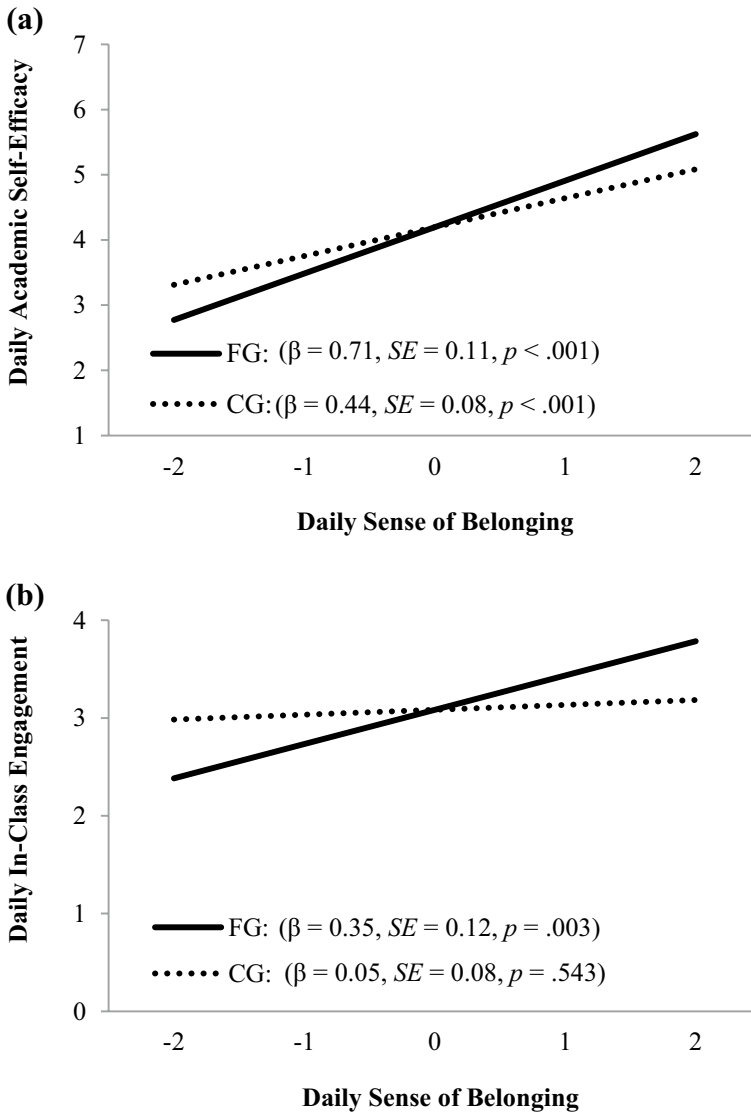 (a)
Daily Academic Self-Efficacy
7
6
5
4
3
2
1
FG: (β = 0.71, SE = 0.11, p < .001)
CG: (β = 0.44, SE = 0.08, p < .001)
-2 -1 0 1 2
Daily Sense of Belonging
(b)
Daily In-Class Engagement
4
3
2
1
0
FG: (β = 0.35, SE = 0.12, p = .003)
CG: (β = 0.05, SE = 0.08, p = .543)
-2 -1 0 1 2
Daily Sense of Belonging